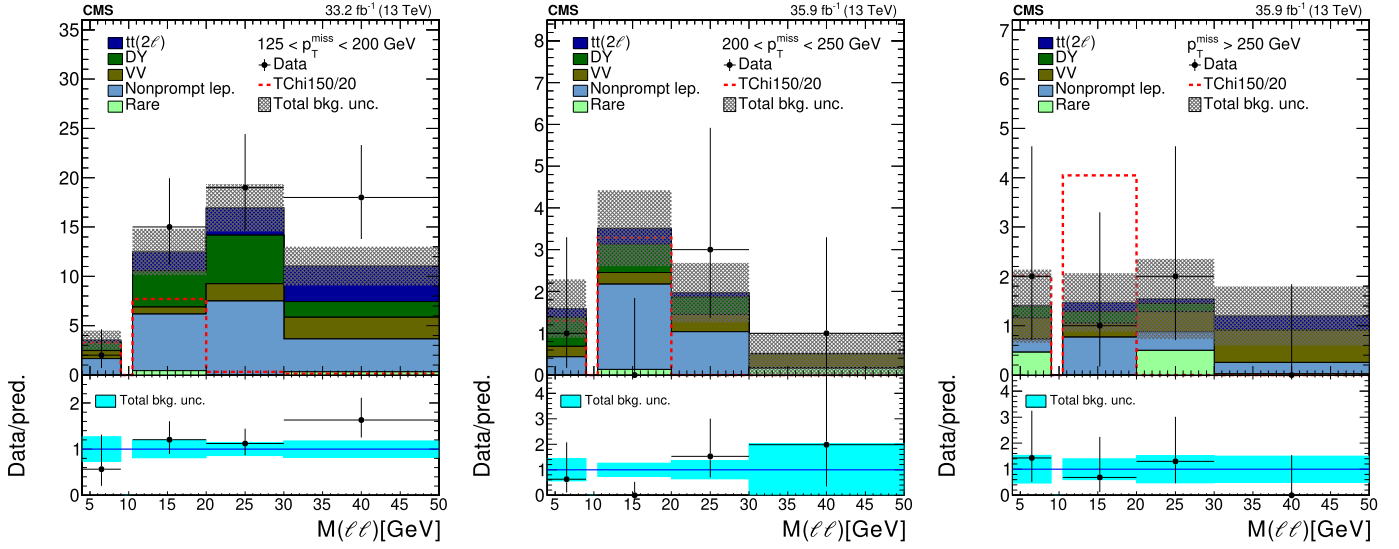 CMS 33.2 fb⁻¹ (13 TeV)
35
30
25
20
15
10
5
0
tt(2ℓ) 125 < p_T^miss < 200 GeV
DY Data
VV TChi150/20
Nonprompt lep. Total bkg. unc.
Rare
Data/pred.
2
1
0
Total bkg. unc.
5 10 15 20 25 30 35 40 45 50
M(ℓℓ)[GeV]
CMS 35.9 fb⁻¹ (13 TeV)
8
7
6
5
4
3
2
1
0
tt(2ℓ) 200 < p_T^miss < 250 GeV
DY Data
VV TChi150/20
Nonprompt lep. Total bkg. unc.
Rare
Data/pred.
4
3
2
1
0
Total bkg. unc.
5 10 15 20 25 30 35 40 45 50
M(ℓℓ)[GeV]
CMS 35.9 fb⁻¹ (13 TeV)
7
6
5
4
3
2
1
0
tt(2ℓ) p_T^miss > 250 GeV
DY Data
VV TChi150/20
Nonprompt lep. Total bkg. unc.
Rare
Data/pred.
4
3
2
1
0
Total bkg. unc.
5 10 15 20 25 30 35 40 45 50
M(ℓℓ)[GeV]